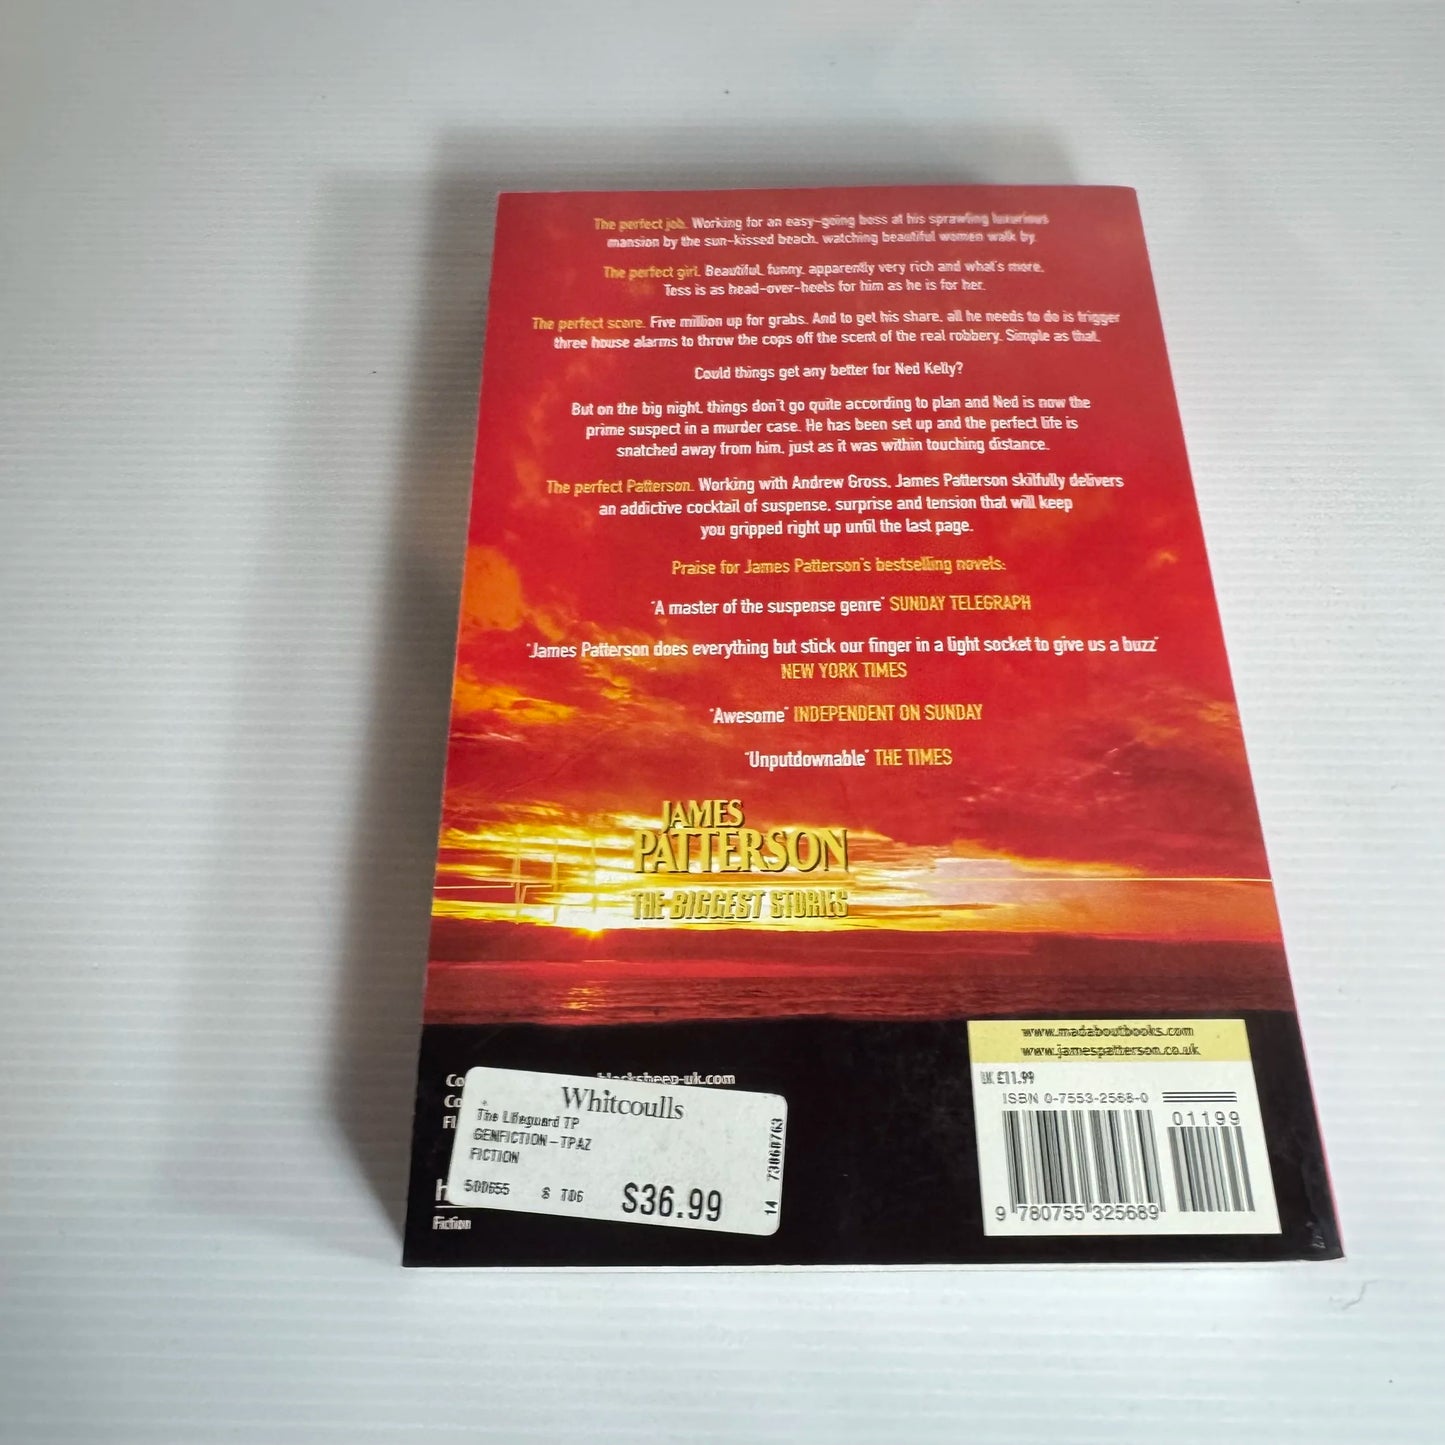 The perfect job. Working for an easy-going boss at his sprawling luxurious
mansion by the sun-kissed beach, watching beautiful women walk by.
The perfect girl. Beautiful, funny, apparently very rich and what's more,
Tess is as head-over-heels for him as he is for her.
The perfect score. Five million up for grabs. And to get his share, all he needs to do is trigger
three house alarms to throw the cops off the scent of the real robbery. Simple as that.
Could things get any better for Ned Kelly?
But on the big night, things don't go quite according to plan and Ned is now the
prime suspect in a murder case. He has been set up and the perfect life is
snatched away from him, just as it was within touching distance.
The perfect Patterson. Working with Andrew Gross, James Patterson skilfully delivers
an addictive cocktail of suspense, surprise and tension that will keep
you gripped right up until the last page.
Praise for James Patterson's bestselling novels:
"A master of the suspense genre" SUNDAY TELEGRAPH
"James Patterson does everything but stick our finger in a light socket to give us a buzz"
NEW YORK TIMES
"Awesome" INDEPENDENT ON SUNDAY
"Unputdownable" THE TIMES
JAMES
PATTERSON
THE BIGGEST STORIES
blacksheep-uk.com
Whitcoulls
The Lifeguard TP
GENFICTION-TPAZ
FICTION
500655 S T06 $36.99
14 73060763
Fiction
www.madaboutbooks.com
www.jamespatterson.co.uk
UK £11.99
ISBN 0-7553-2568-0
01199
9 780755 325689